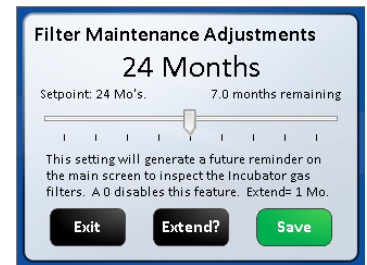 Filter Maintenance Adjustments
24 Months
Setpoint: 24 Mo's. 7.0 months remaining
This setting will generate a future reminder on
the main screen to inspect the Incubator gas
filters. A 0 disables this feature. Extend= 1 Mo.
Exit Extend? Save